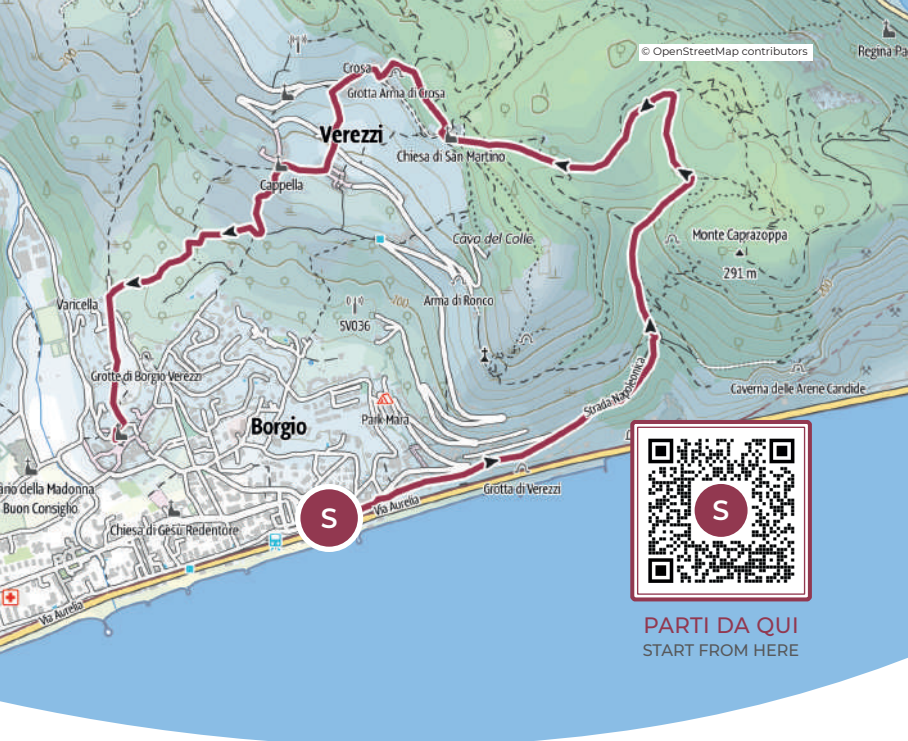 © OpenStreetMap contributors
Regina Pa
Crosa
Grotta Arma di Crosa
Verezzi
Chiesa di San Martino
Cappella
Monte Caprazoppa
291 m
Cava del Colle
Varicella
Arma di Ronco
SV036
Grotte di Borgio Verezzi
Strada Napoleonica
Caverna delle Arene Candide
Borgio
Park Mara
ano della Madonna
Buon Consiglio
Grotta di Verezzi
S
Via Aurelia
Chiesa di Gesù Redentore
Via Aurelia
S
PARTI DA QUI
START FROM HERE